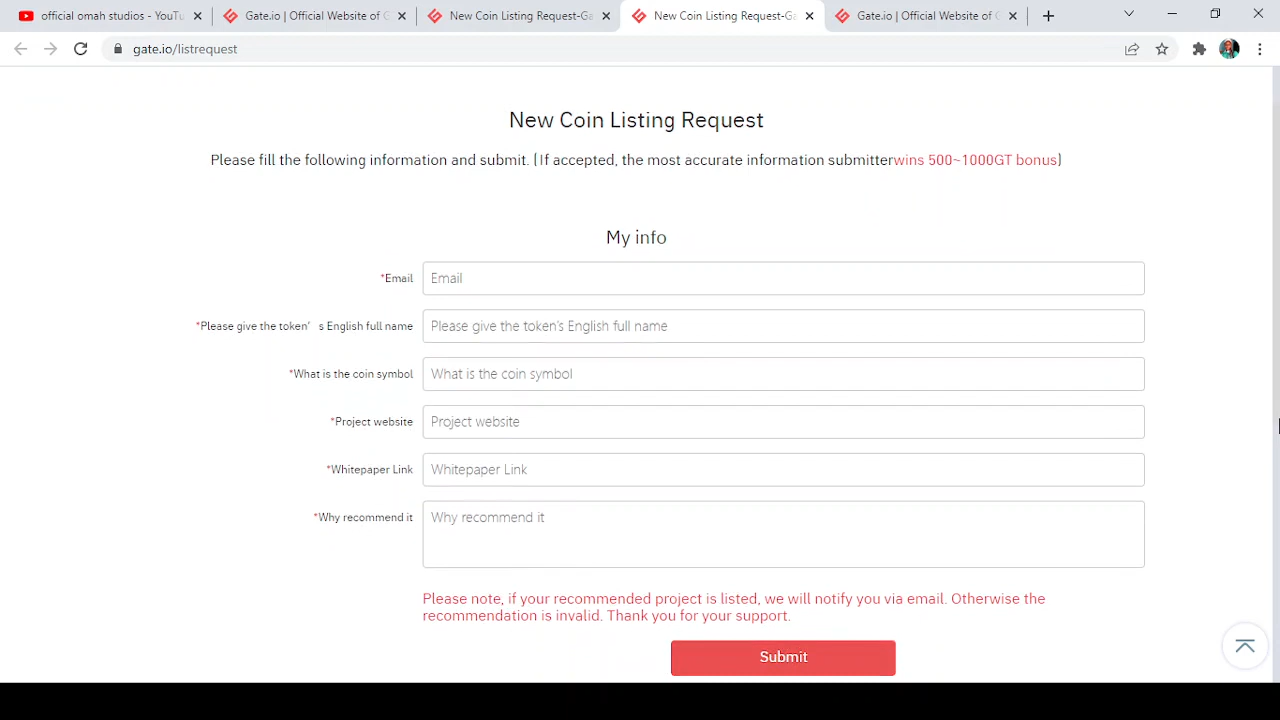 official omah studios - YouTu
Gate.io | Official Website of G
New Coin Listing Request-Ga
New Coin Listing Request-Ga
Gate.io | Official Website of G
gate.io/listrequest
New Coin Listing Request
Please fill the following information and submit. (If accepted, the most accurate information submitterwins 500~1000GT bonus)
My info
*Email
Email
*Please give the token’s English full name
Please give the token's English full name
*What is the coin symbol
What is the coin symbol
*Project website
Project website
*Whitepaper Link
Whitepaper Link
*Why recommend it
Why recommend it
Please note, if your recommended project is listed, we will notify you via email. Otherwise the
recommendation is invalid. Thank you for your support.
Submit